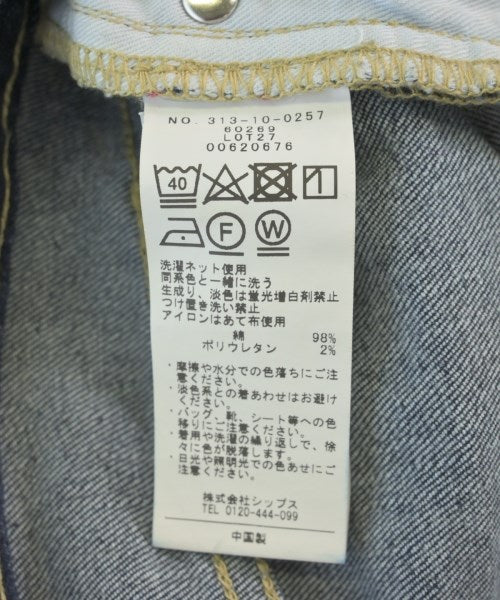 NO. 313-10-0257
60269
LOT27
00620676
40
F
W
洗濯ネット使用
同系色と一緒に洗う
生成り、淡色は蛍光増白剤禁止
つけ置き洗い禁止
アイロンはあて布使用
綿 98%
ポリウレタン 2%
・摩擦や水分での色落ちにご注
意ください。
・淡色系との着あわせはお避け
ください。
・バッグ、靴、シート等への色
移りにご注意ください。
・着用や洗濯の繰り返しで、徐
々に色が脱落します。
・日光や照明光での色あせにご
注意ください。
株式会社シップス
TEL 0120-444-099
中国製